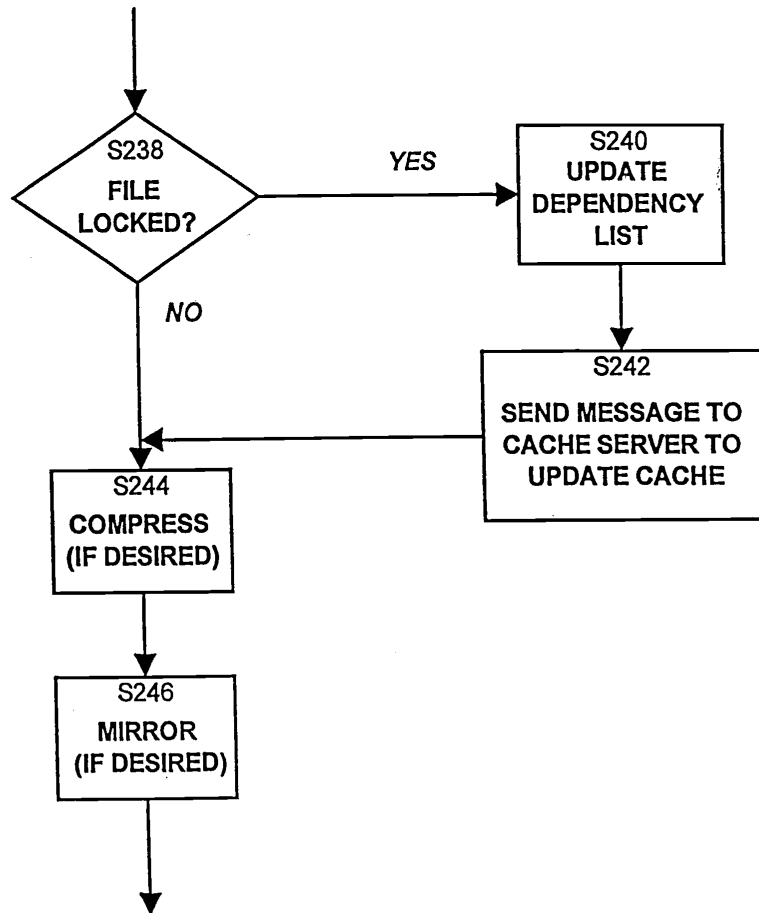 S238
FILE
LOCKED?
YES
S240
UPDATE
DEPENDENCY
LIST
NO
S242
SEND MESSAGE TO
CACHE SERVER TO
UPDATE CACHE
S244
COMPRESS
(IF DESIRED)
S246
MIRROR
(IF DESIRED)